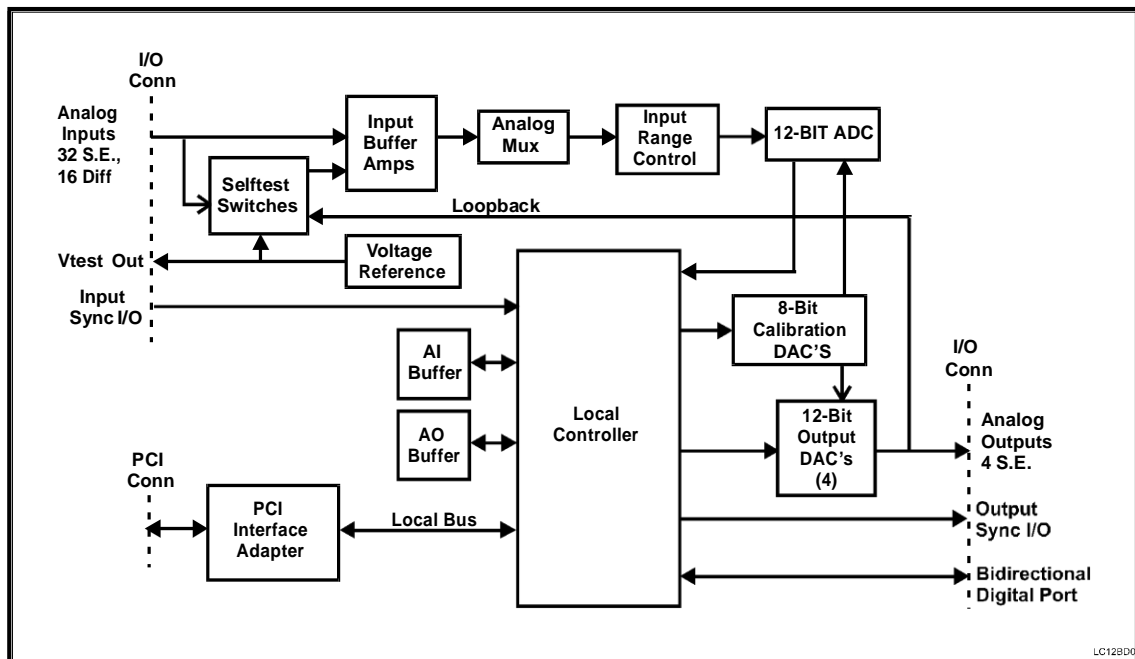 I/O
Conn
Analog
Inputs
32 S.E.,
16 Diff
Input
Buffer
Amps
Analog
Mux
Input
Range
Control
12-BIT ADC
Selftest
Switches
Loopback
Vtest Out
Voltage
Reference
Input
Sync I/O
8-Bit
Calibration
DAC'S
AI
Buffer
I/O
Conn
Local
Controller
AO
Buffer
12-Bit
Output
DAC's
(4)
Analog
Outputs
4 S.E.
PCI
Conn
PCI
Interface
Adapter
Local Bus
Output
Sync I/O
Bidirectional
Digital Port
LC12BD0